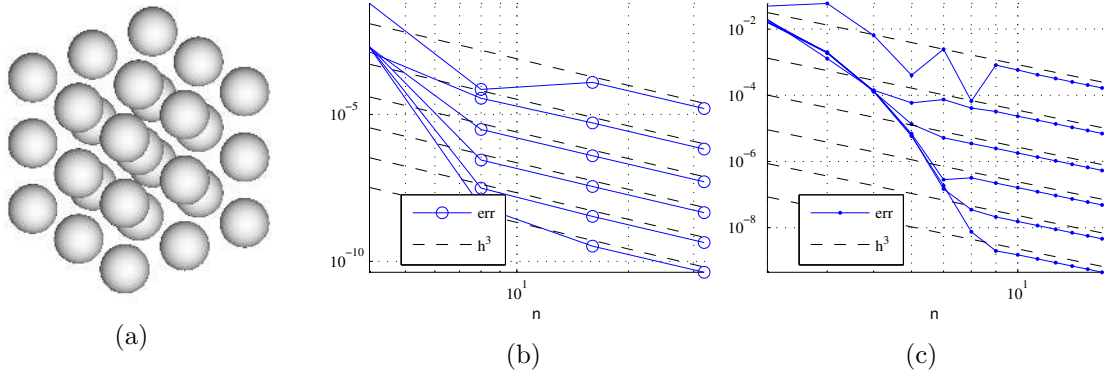 10^{-5}
10^{-10}
10^1
n
err
h^3
10^{-2}
10^{-4}
10^{-6}
10^{-8}
10^1
n
err
h^3
(a)
(b)
(c)